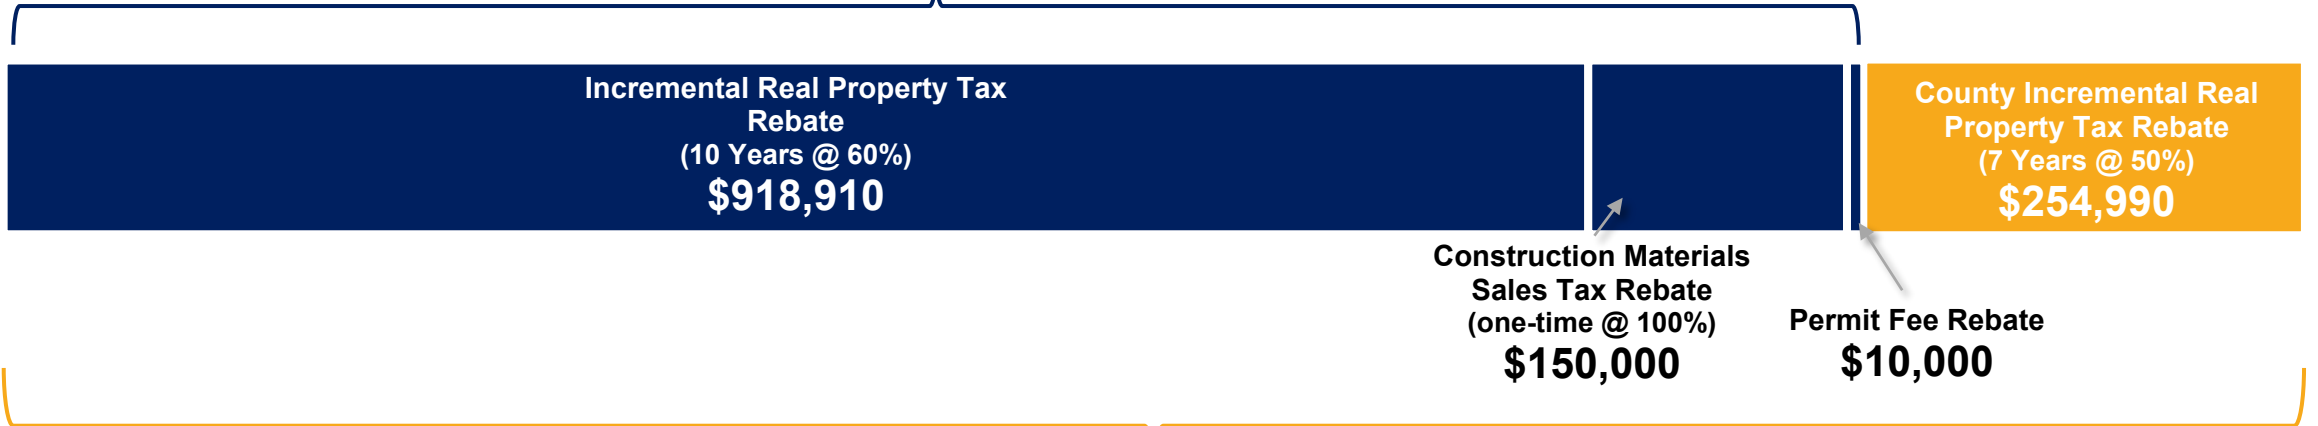 Incremental Real Property Tax
Rebate
(10 Years @ 60%)
$918,910
County Incremental Real
Property Tax Rebate
(7 Years @ 50%)
$254,990
Construction Materials
Sales Tax Rebate
(one-time @ 100%)
$150,000
Permit Fee Rebate
$10,000